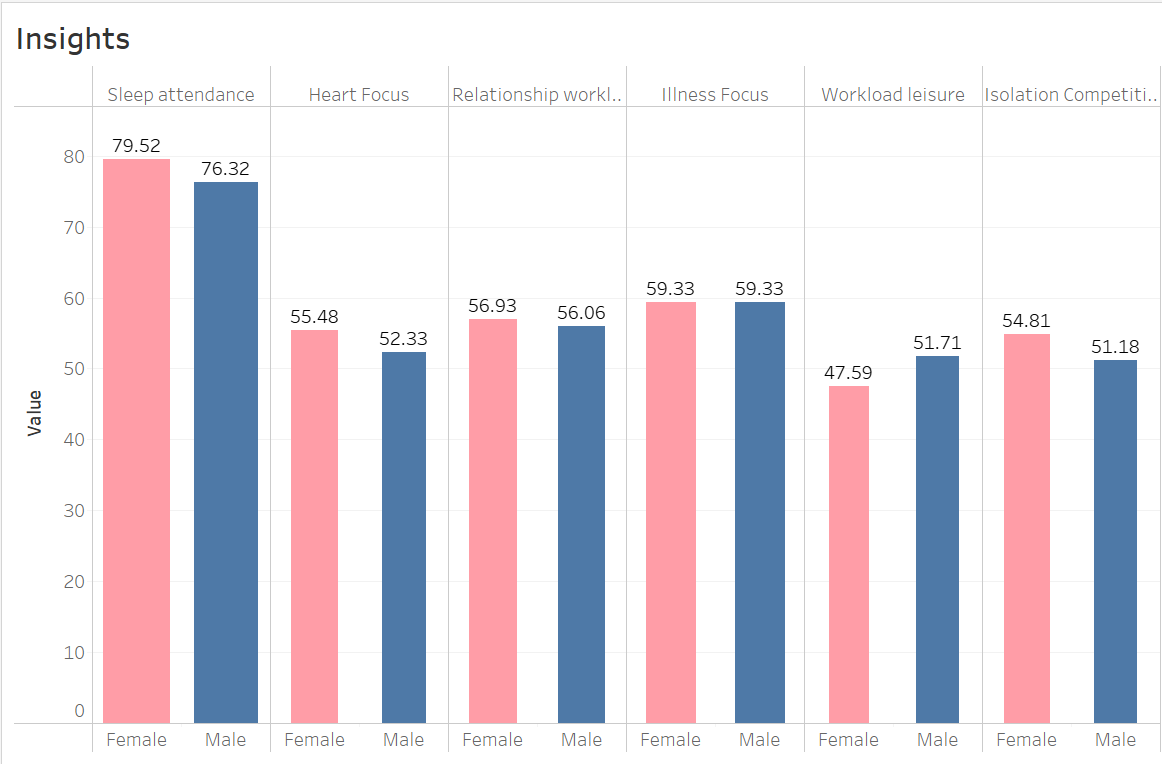 Insights
Sleep attendance Heart Focus Relationship workl.. Illness Focus Workload leisure Isolation Competiti..
79.52 76.32 55.48 52.33 56.93 56.06 59.33 59.33 47.59 51.71 54.81 51.18
80
70
60
50
40
30
20
10
0
Value
Female Male Female Male Female Male Female Male Female Male Female Male